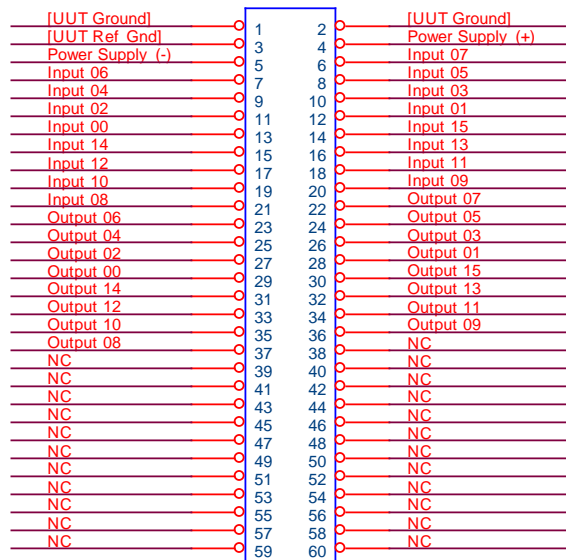 [UUT Ground] 1 2 [UUT Ground]
[UUT Ref Gnd] 3 4 Power Supply (+)
Power Supply (-) 5 6 Input 07
Input 06 7 8 Input 05
Input 04 9 10 Input 03
Input 02 11 12 Input 01
Input 00 13 14 Input 15
Input 14 15 16 Input 13
Input 12 17 18 Input 11
Input 10 19 20 Input 09
Input 08 21 22 Output 07
Output 06 23 24 Output 05
Output 04 25 26 Output 03
Output 02 27 28 Output 01
Output 00 29 30 Output 15
Output 14 31 32 Output 13
Output 12 33 34 Output 11
Output 10 35 36 Output 09
Output 08 37 38 NC
NC 39 40 NC
NC 41 42 NC
NC 43 44 NC
NC 45 46 NC
NC 47 48 NC
NC 49 50 NC
NC 51 52 NC
NC 53 54 NC
NC 55 56 NC
NC 57 58 NC
NC 59 60 NC